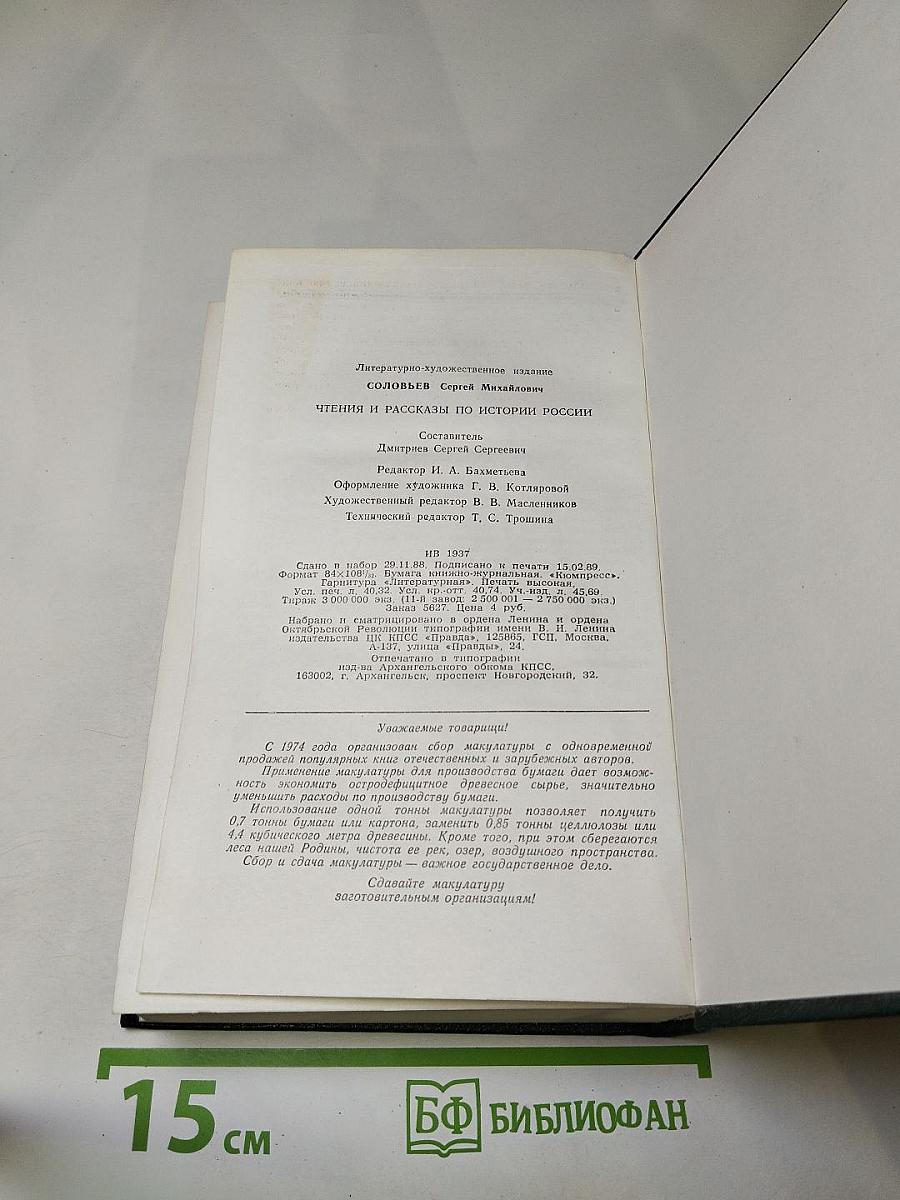 Литературно-художественное издание
СОЛОВЬЕВ Сергей Михайлович
ЧТЕНИЯ И РАССКАЗЫ ПО ИСТОРИИ РОССИИ
Составитель
Дмитриев Сергей Сергеевич
Редактор И. А. Бахметьева
Оформление художника Г. В. Котляровой
Художественный редактор В. В. Масленников
Технический редактор Т. С. Трошина
ИВ 1937
Сдано в набор 29.11.88. Подписано к печати 15.02.89.
Формат 84×108¹/₃₂. Бумага книжно-журнальная. «Кюмпресс».
Гарнитура «Литературная». Печать высокая.
Усл. печ. л. 40,32. Усл. кр.-отт. 40,74. Уч.-изд. л. 45,69.
Тираж 3 000 000 экз. (11-й завод: 2 500 001 — 2 750 000 экз.)
Заказ 5627. Цена 4 руб.
Набрано и сматрицировано в ордена Ленина и ордена
Октябрьской Революции типографии имени В. И. Ленина
издательства ЦК КПСС «Правда», 125865, ГСП, Москва,
А-137, улица «Правды», 24.
Отпечатано в типографии
изд-ва Архангельского обкома КПСС,
163002, г. Архангельск, проспект Новгородский, 32.
Уважаемые товарищи!
С 1974 года организован сбор макулатуры с одновременной
продажей популярных книг отечественных и зарубежных авторов.
Применение макулатуры для производства бумаги дает возмож-
ность экономить остродефицитное древесное сырье, значительно
уменьшить расходы по производству бумаги.
Использование одной тонны макулатуры позволяет получить
0,7 тонны бумаги или картона, заменить 0,85 тонны целлюлозы или
4,4 кубического метра древесины. Кроме того, при этом сберегаются
леса нашей Родины, чистота ее рек, озер, воздушного пространства.
Сбор и сдача макулатуры — важное государственное дело.
Сдавайте макулатуру
заготовительным организациям!
15 см
БФ БИБЛИОФАН